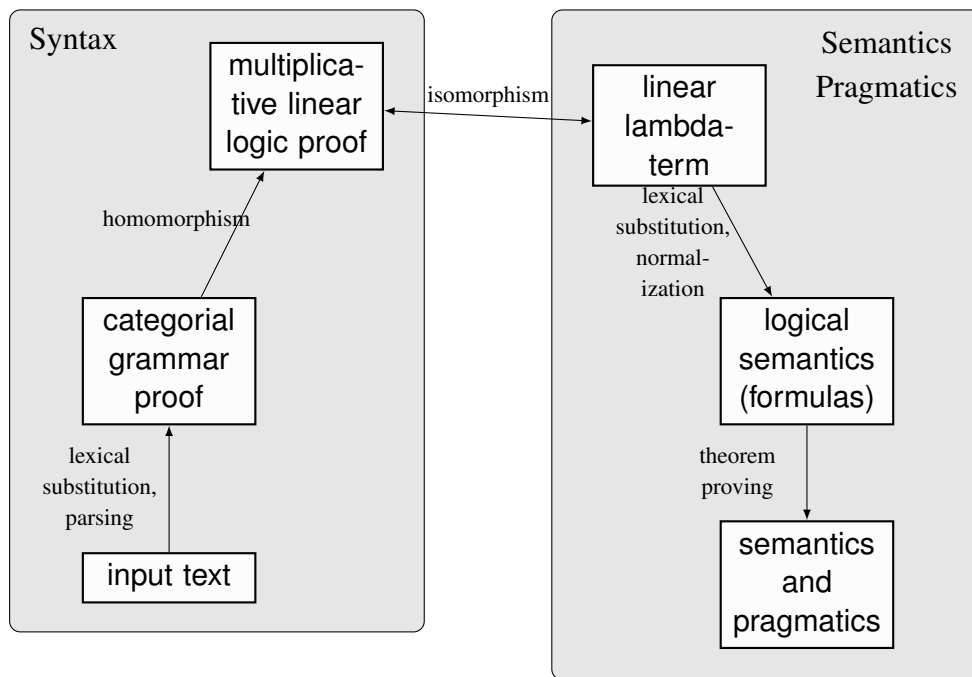 Syntax
multiplica-
tive linear
logic proof
homomorphism
categorial
grammar
proof
lexical
substitution,
parsing
input text
isomorphism
Semantics
Pragmatics
linear
lambda-
term
lexical
substitution,
normal-
ization
logical
semantics
(formulas)
theorem
proving
semantics
and
pragmatics